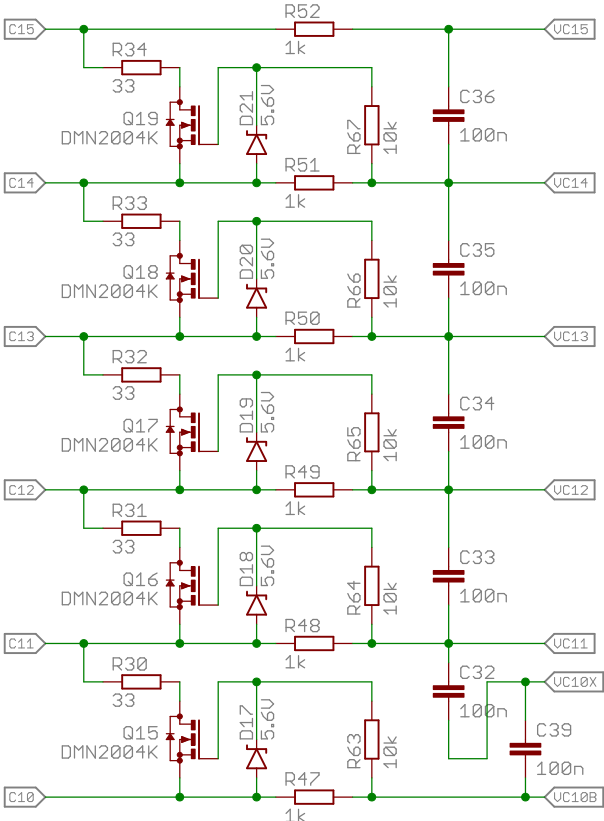 R52
C15
VC15
1k
R34
33
C36
100n
Q19
DMN2004K
D21
5.6V
R67
10k
R51
C14
VC14
1k
R33
33
C35
100n
Q18
DMN2004K
D20
5.6V
R66
10k
R50
C13
VC13
1k
R32
33
C34
100n
Q17
DMN2004K
D19
5.6V
R65
10k
R49
C12
VC12
1k
R31
33
C33
100n
Q16
DMN2004K
D18
5.6V
R64
10k
R48
C11
VC11
1k
R30
33
C32
100n
VC10X
Q15
DMN2004K
D17
5.6V
R63
10k
C39
100n
R47
C10
VC10B
1k